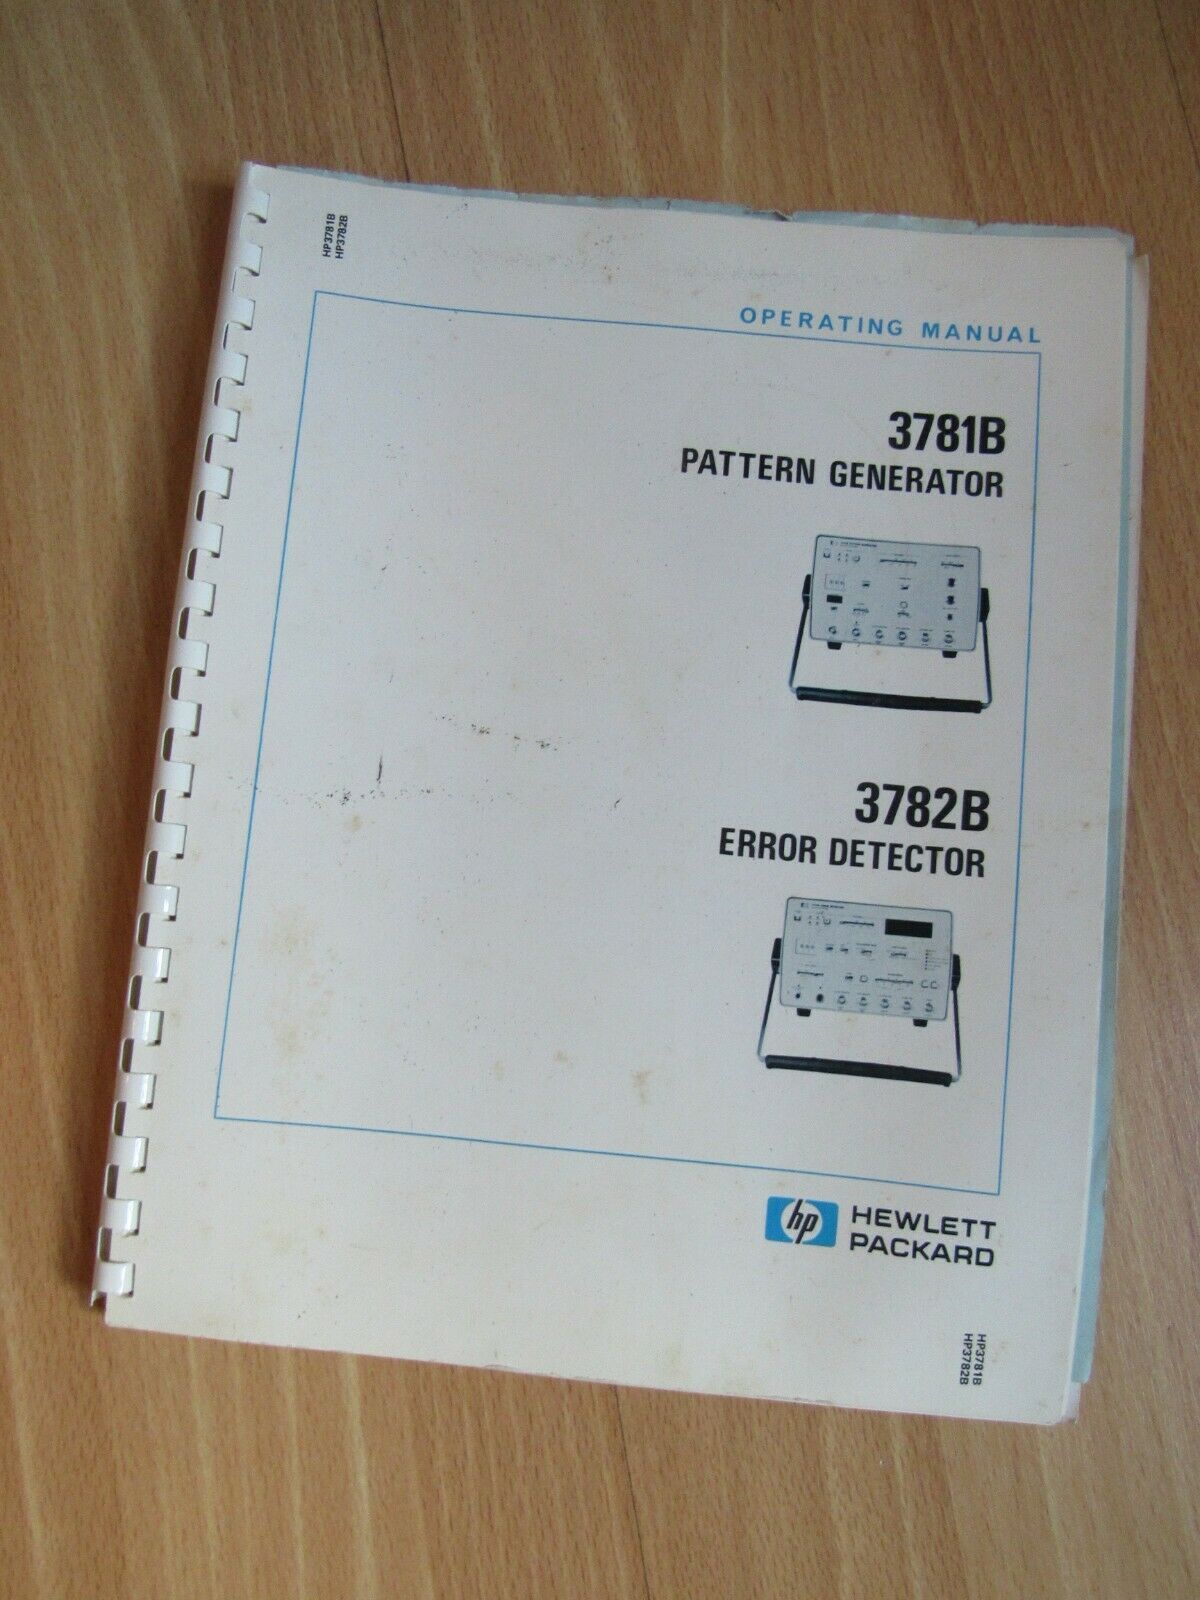 HP3781B
HP3782B
OPERATING MANUAL
3781B
PATTERN GENERATOR
3782B
ERROR DETECTOR
hp
HEWLETT
PACKARD
HP3781B
HP3782B